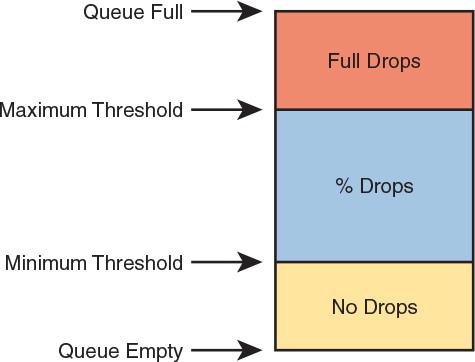 Queue Full
Full Drops
Maximum Threshold
% Drops
Minimum Threshold
No Drops
Queue Empty